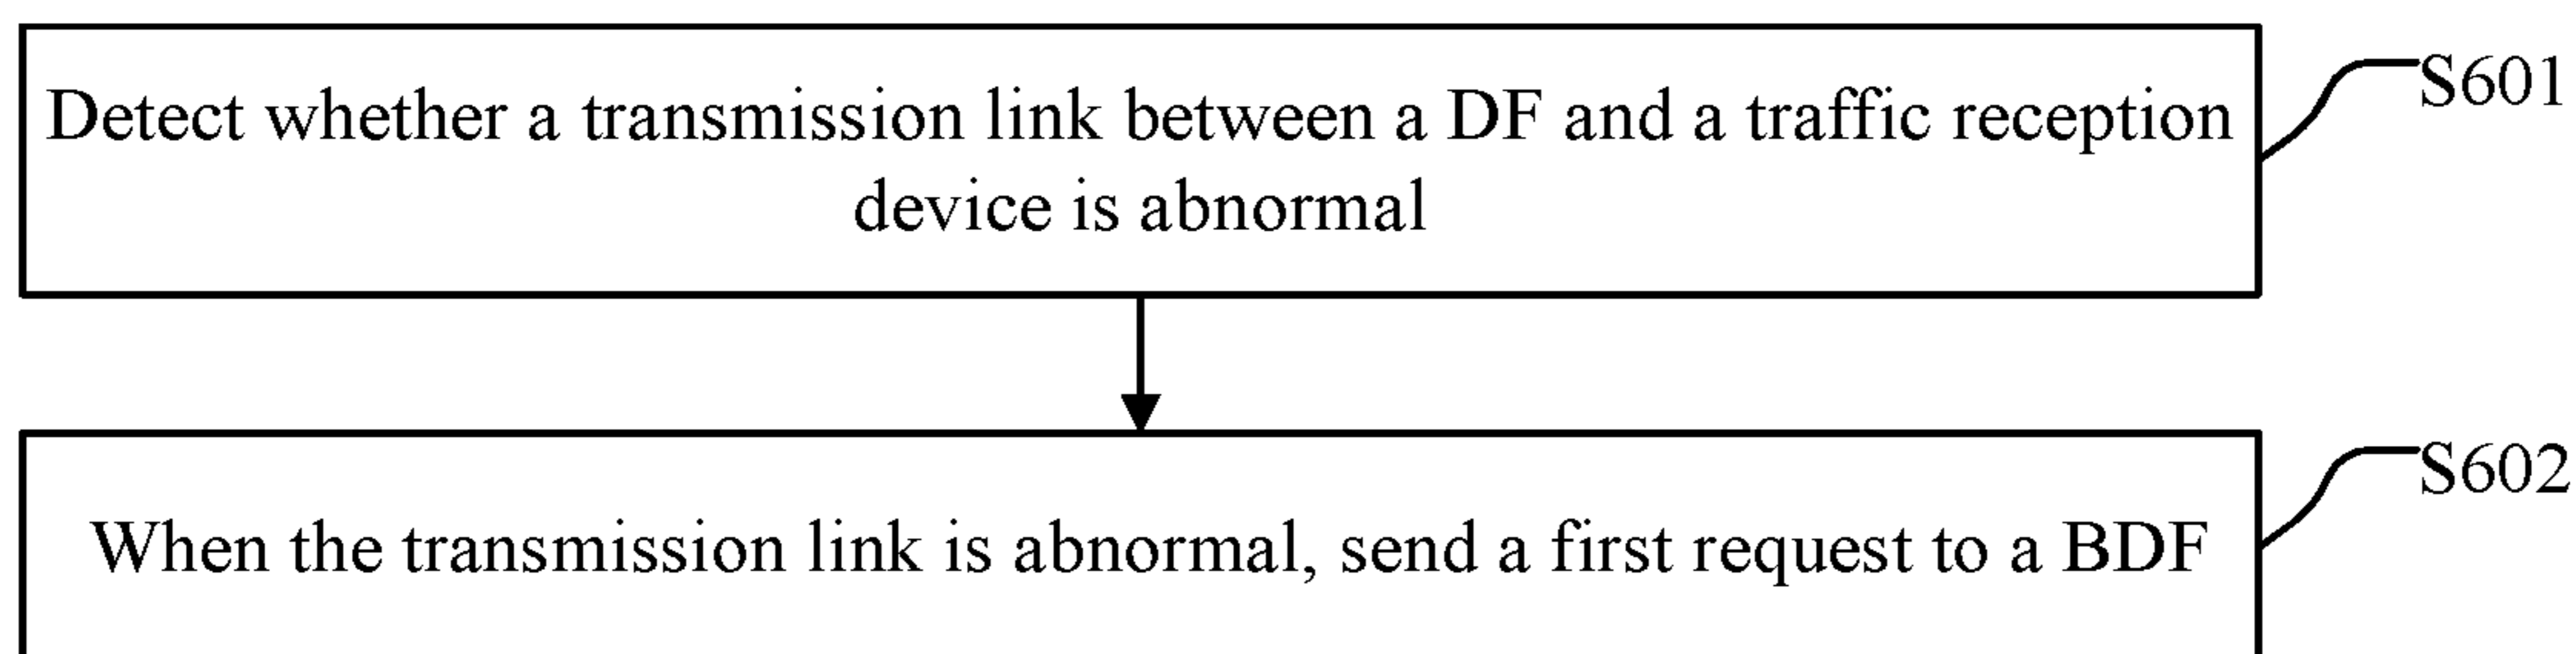 Detect whether a transmission link between a DF and a traffic reception
device is abnormal
S601
When the transmission link is abnormal, send a first request to a BDF
S602